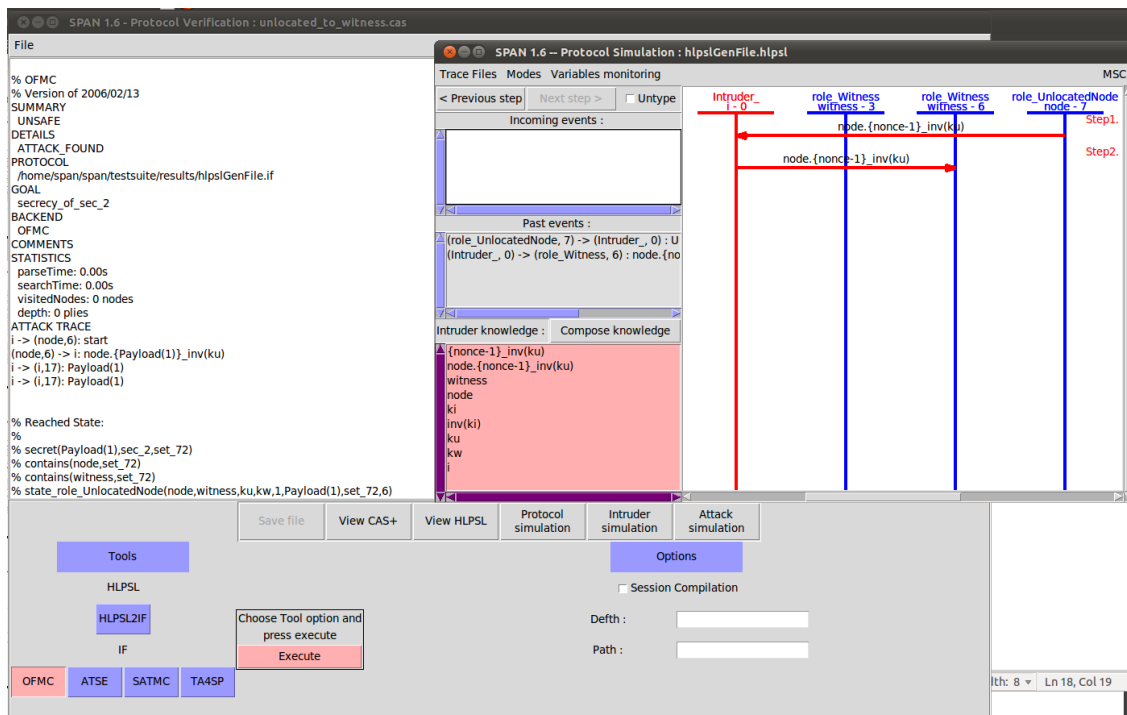 SPAN 1.6 - Protocol Verification : unlocated_to_witness.cas
File
% OFMC
% Version of 2006/02/13
SUMMARY
UNSAFE
DETAILS
ATTACK_FOUND
PROTOCOL
/home/span/span/testsuite/results/hlpslGenFile.if
GOAL
secrecy_of_sec_2
BACKEND
OFMC
COMMENTS
STATISTICS
parseTime: 0.00s
searchTime: 0.00s
visitedNodes: 0 nodes
depth: 0 plies
ATTACK TRACE
i -> (node,6): start
(node,6) -> i: node.{Payload(1)}_inv(ku)
i -> (i,17): Payload(1)
i -> (i,17): Payload(1)
% Reached State:
%
% secret(Payload(1),sec_2,set_72)
% contains(node,set_72)
% contains(witness,set_72)
% state_role_UnlocatedNode(node,witness,ku,kw,1,Payload(1),set_72,6)
SPAN 1.6 -- Protocol Simulation : hlpslGenFile.hlpsl
Trace Files Modes Variables monitoring MSC
< Previous step Next step > Untype
Incoming events :
Past events :
(role_UnlocatedNode, 7) -> (Intruder_, 0) : U
(Intruder_, 0) -> (role_Witness, 6) : node.{no
Intruder knowledge : Compose knowledge
{nonce-1}_inv(ku)
node.{nonce-1}_inv(ku)
witness
node
ki
inv(ki)
ku
kw
i
Intruder_ role_Witness role_Witness role_UnlocatedNode
i - 0 witness - 3 witness - 6 node - 7
Step1.
node.{nonce-1}_inv(ku)
Step2.
node.{nonce-1}_inv(ku)
Save file View CAS+ View HLPSL Protocol simulation Intruder simulation Attack simulation
Tools
HLPSL
HLPSL2IF
IF
OFMC ATSE SATMC TA4SP
Choose Tool option and
press execute
Execute
Options
Session Compilation
Defth :
Path :
lth: 8 Ln 18, Col 19